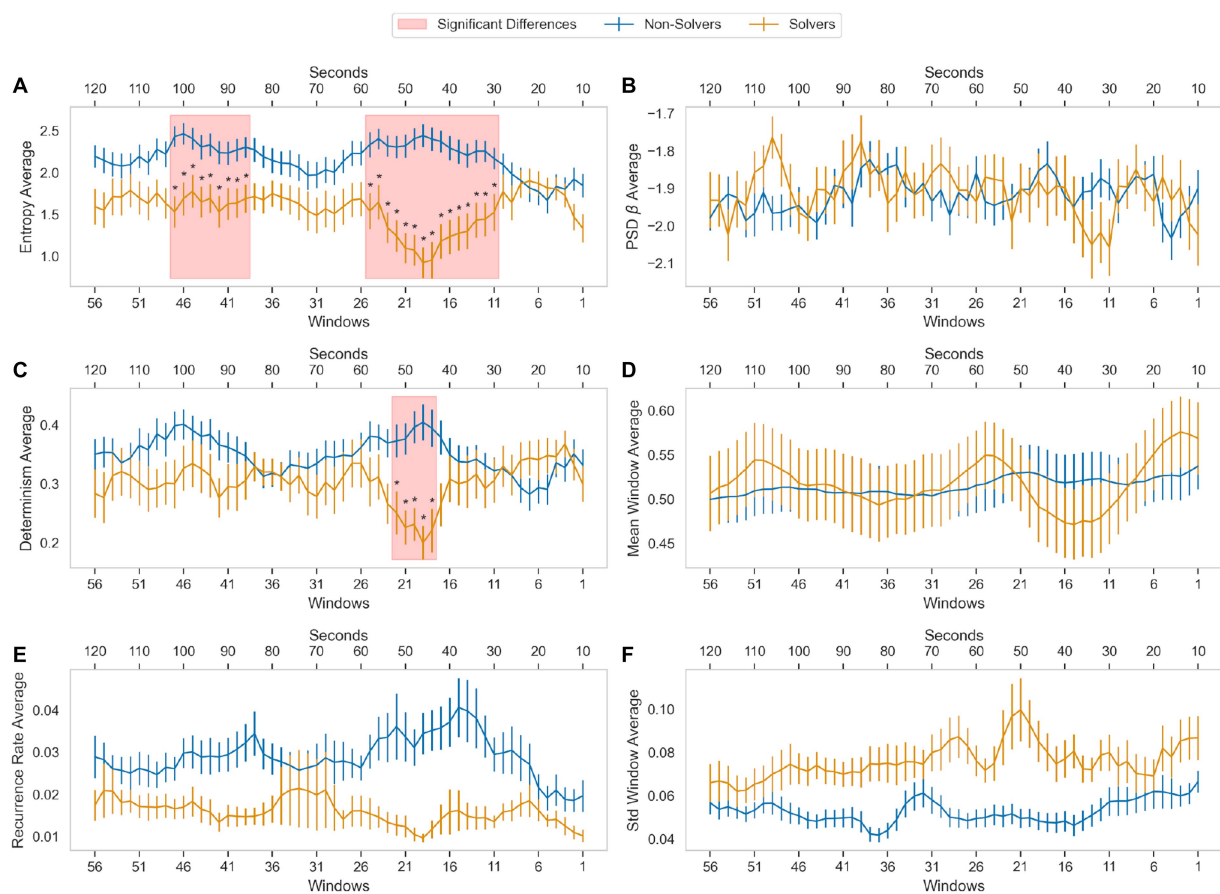 Significant Differences Non-Solvers Solvers
A
Seconds
120 110 100 90 80 70 60 50 40 30 20 10
2.5
2.0
1.5
1.0
Entropy Average
* * * * * * * * * * * * * * * * * * * * * * * *
56 51 46 41 36 31 26 21 16 11 6 1
Windows
B
Seconds
120 110 100 90 80 70 60 50 40 30 20 10
−1.7
−1.8
−1.9
−2.0
−2.1
PSD β Average
56 51 46 41 36 31 26 21 16 11 6 1
Windows
C
Seconds
120 110 100 90 80 70 60 50 40 30 20 10
0.4
0.3
0.2
Determinism Average
* * * * *
56 51 46 41 36 31 26 21 16 11 6 1
Windows
D
Seconds
120 110 100 90 80 70 60 50 40 30 20 10
0.60
0.55
0.50
0.45
Mean Window Average
56 51 46 41 36 31 26 21 16 11 6 1
Windows
E
Seconds
120 110 100 90 80 70 60 50 40 30 20 10
0.04
0.03
0.02
0.01
Recurrence Rate Average
56 51 46 41 36 31 26 21 16 11 6 1
Windows
F
Seconds
120 110 100 90 80 70 60 50 40 30 20 10
0.10
0.08
0.06
0.04
Std Window Average
56 51 46 41 36 31 26 21 16 11 6 1
Windows